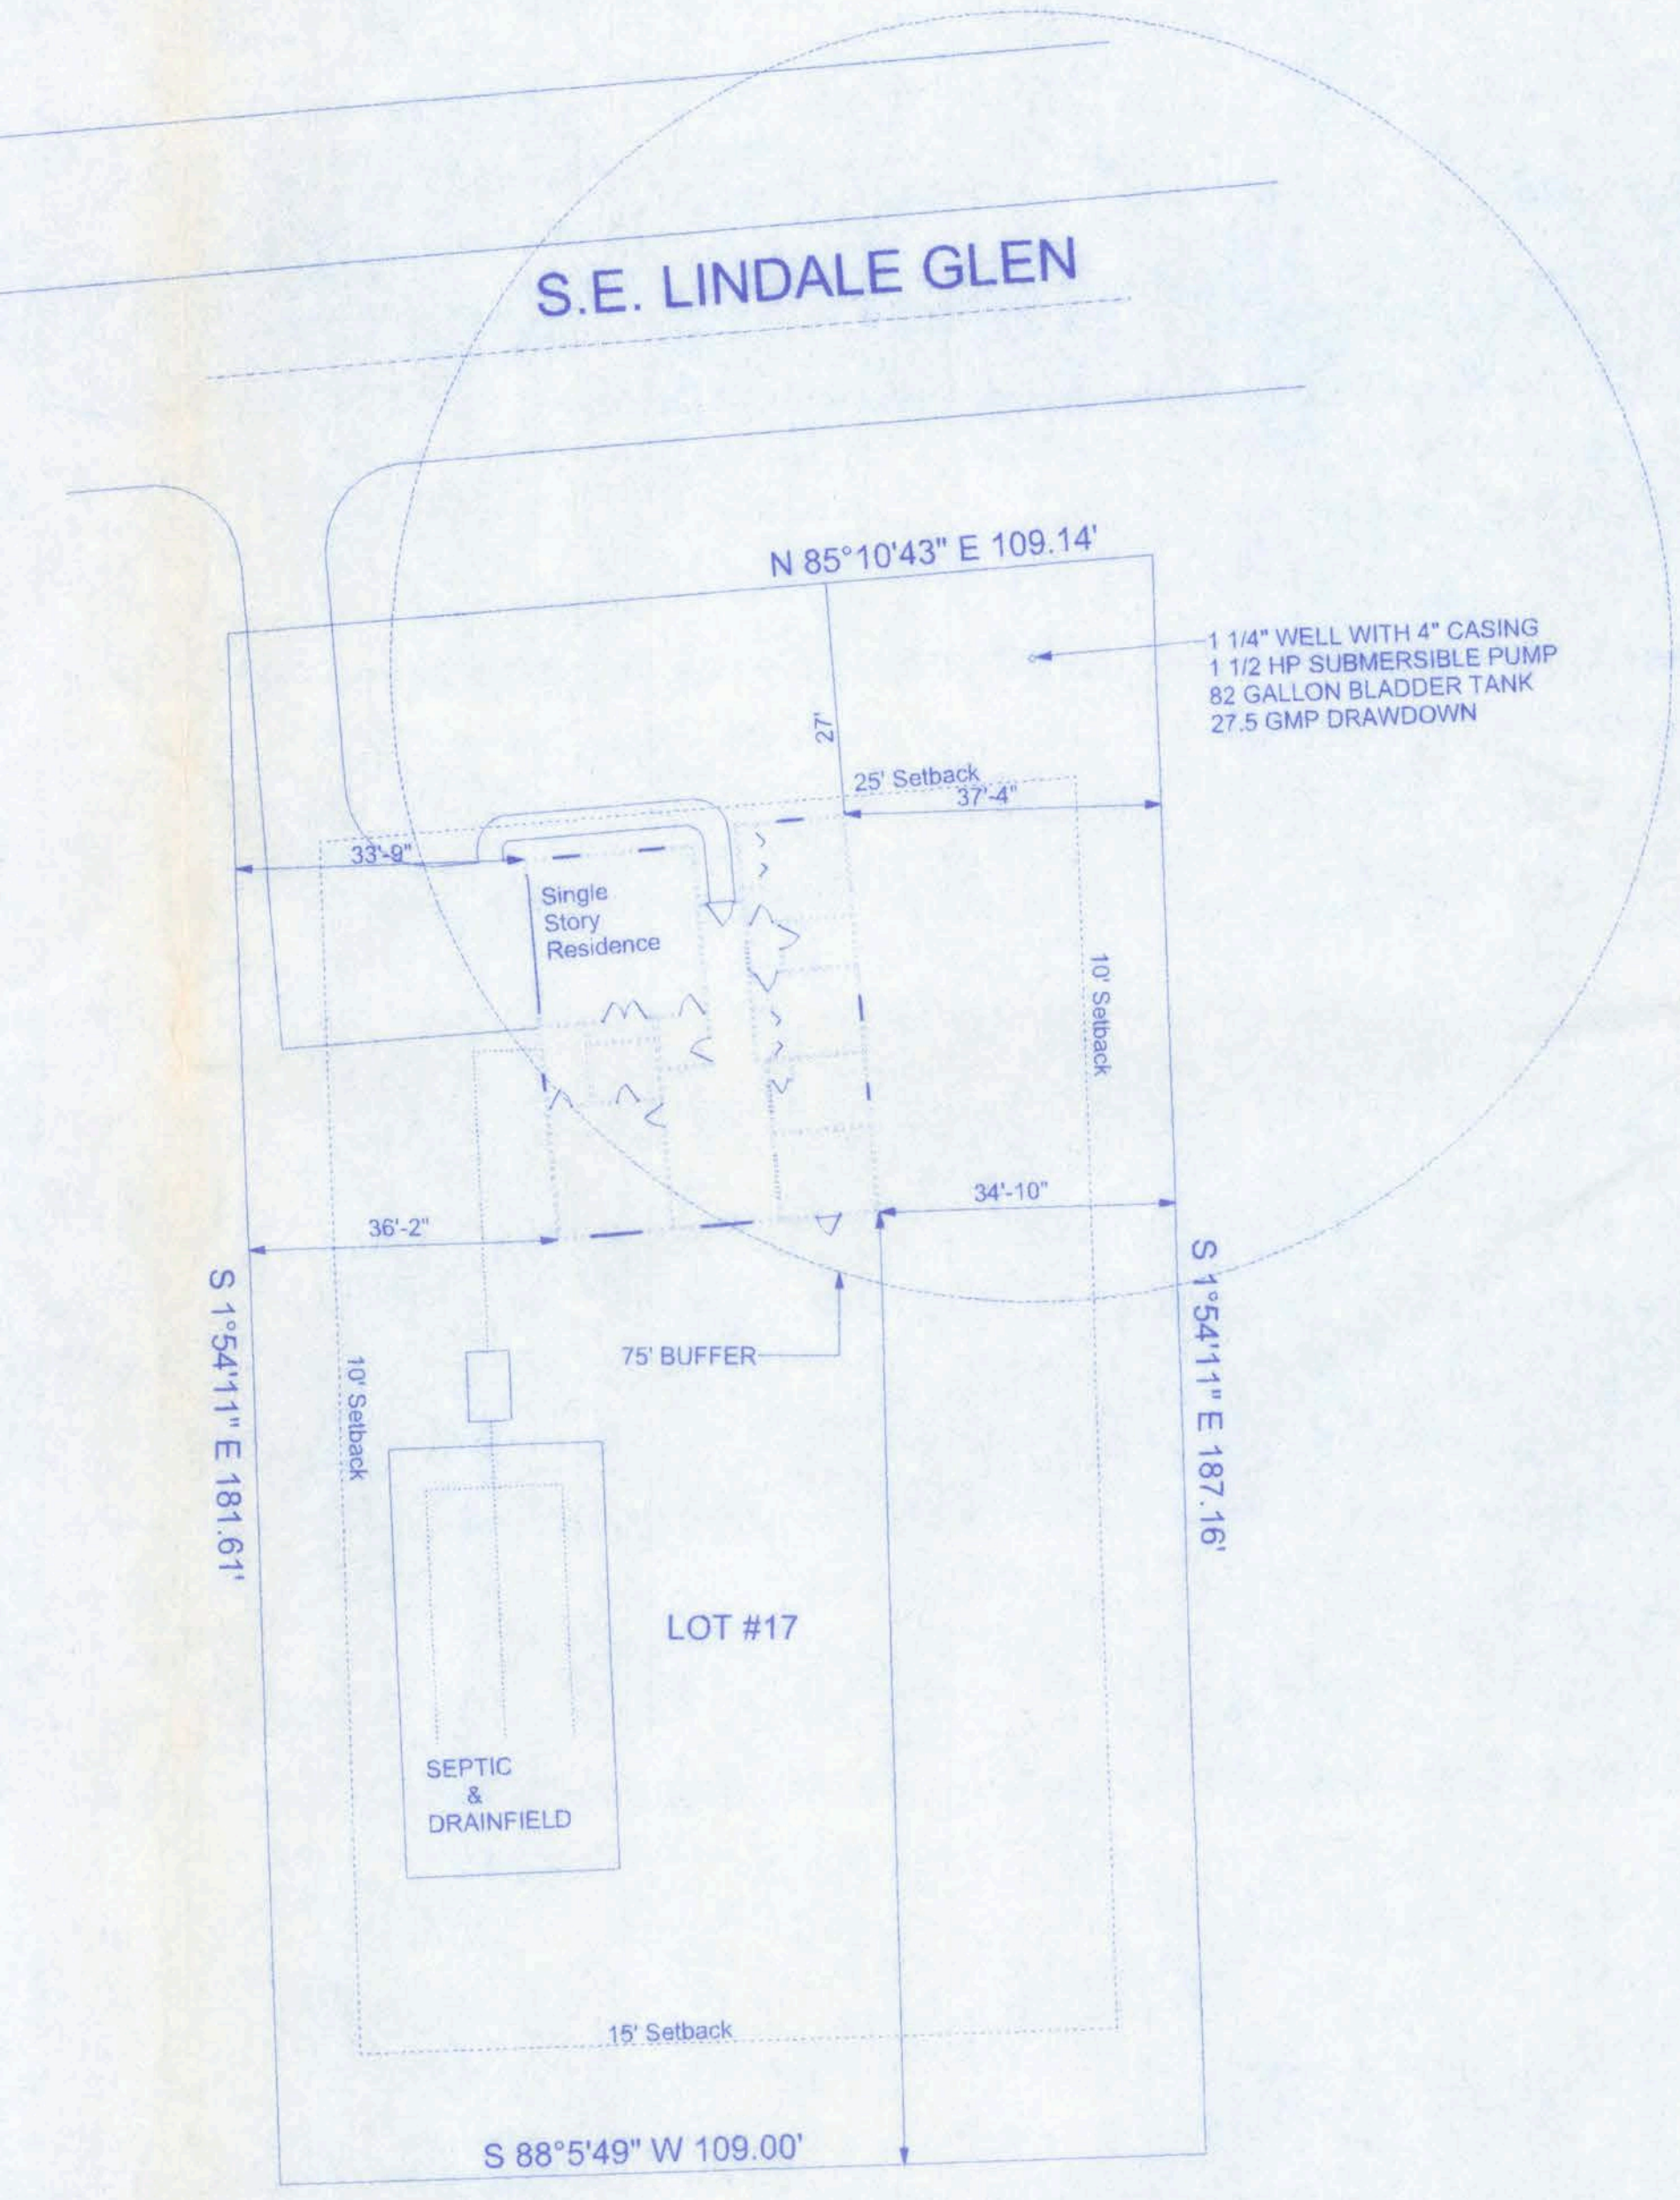 S.E. LINDALE GLEN
N 85°10'43" E 109.14'
1 1/4" WELL WITH 4" CASING
1 1/2 HP SUBMERSIBLE PUMP
82 GALLON BLADDER TANK
27.5 GMP DRAWDOWN
27'
25' Setback
37'-4"
33'-9"
Single
Story
Residence
10' Setback
34'-10"
36'-2"
S 1°54'11" E 181.61'
S 1°54'11" E 187.16'
75' BUFFER
10' Setback
LOT #17
SEPTIC
&
DRAINFIELD
15' Setback
S 88°5'49" W 109.00'